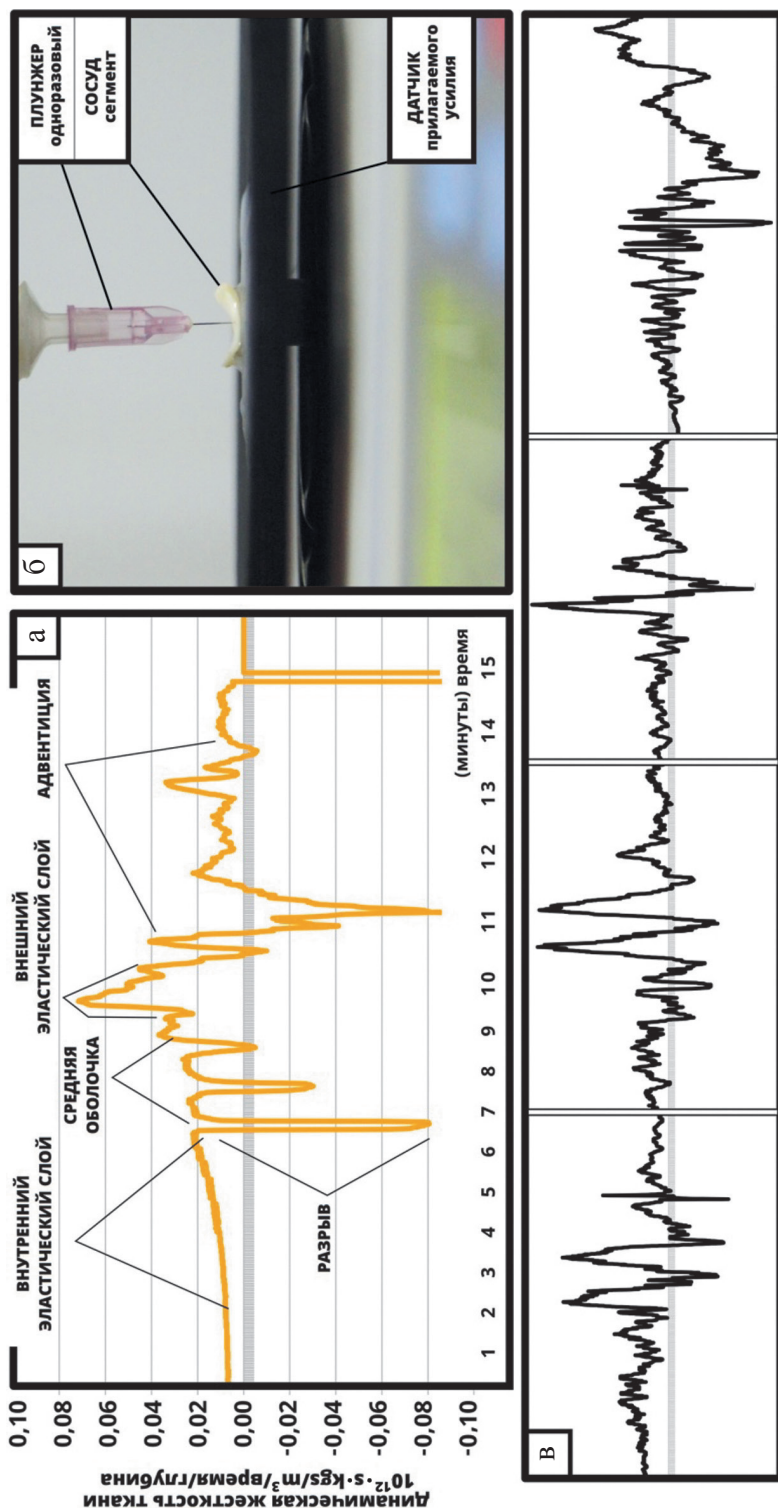 а
ВНУТРЕННИЙ
ЭЛАСТИЧЕСКИЙ СЛОЙ
СРЕДНЯЯ
ОБОЛОЧКА
ВНЕШНИЙ
ЭЛАСТИЧЕСКИЙ СЛОЙ
АДВЕНТИЦИЯ
РАЗРЫВ
динамическая жесткость ткани
10¹²·s·kgs/m³/время/глубина
0,10
0,08
0,06
0,04
0,02
0,00
-0,02
-0,04
-0,06
-0,08
-0,10
1 2 3 4 5 6 7 8 9 10 11 12 13 14 15
(минуты) время
б
ПЛУНЖЕР
одноразовый
СОСУД
сегмент
ДАТЧИК
прилагаемого
усилия
в